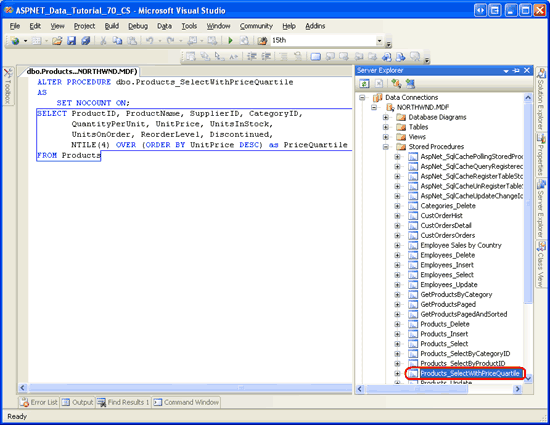 ASPNET_Data_Tutorial_70_CS - Microsoft Visual Studio
File Edit View Project Build Debug Data Tools Window Community Help Addins
15th
dbo.Products...NORTHWND.MDF)
ALTER PROCEDURE dbo.Products_SelectWithPriceQuartile
AS
SET NOCOUNT ON;
SELECT ProductID, ProductName, SupplierID, CategoryID,
QuantityPerUnit, UnitPrice, UnitsInStock,
UnitsOnOrder, ReorderLevel, Discontinued,
NTILE(4) OVER (ORDER BY UnitPrice DESC) as PriceQuartile
FROM Products
Toolbox
Server Explorer
Data Connections
NORTHWND.MDF
Database Diagrams
Tables
Views
Stored Procedures
AspNet_SqlCachePollingStoredProc
AspNet_SqlCacheQueryRegistered
AspNet_SqlCacheRegisterTableSto
AspNet_SqlCacheUnRegisterTableS
AspNet_SqlCacheUpdateChangeId
Categories_Delete
CustOrderHist
CustOrdersDetail
CustOrdersOrders
Employee Sales by Country
Employees_Delete
Employees_Insert
Employees_Select
Employees_Update
GetProductsByCategory
GetProductsPaged
GetProductsPagedAndSorted
Products_Delete
Products_Insert
Products_Select
Products_SelectByCategoryID
Products_SelectByProductID
Products_SelectWithPriceQuartile
Products_Update
Solution Explorer
Properties
Server Explorer
Class View
Error List
Output
Find Results 1
Command Window
Ready